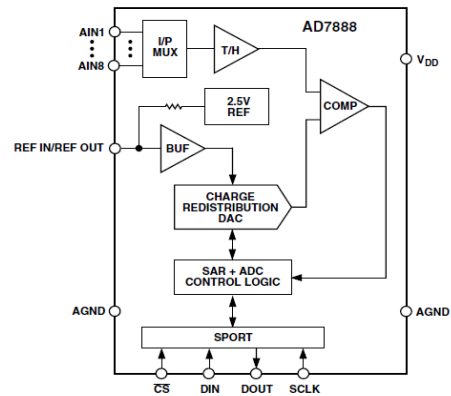 AD7888
AIN1
AIN8
I/P
MUX
T/H
VDD
2.5V
REF
COMP
REF IN/REF OUT
BUF
CHARGE
REDISTRIBUTION
DAC
SAR + ADC
CONTROL LOGIC
AGND
AGND
SPORT
CS
DIN
DOUT
SCLK